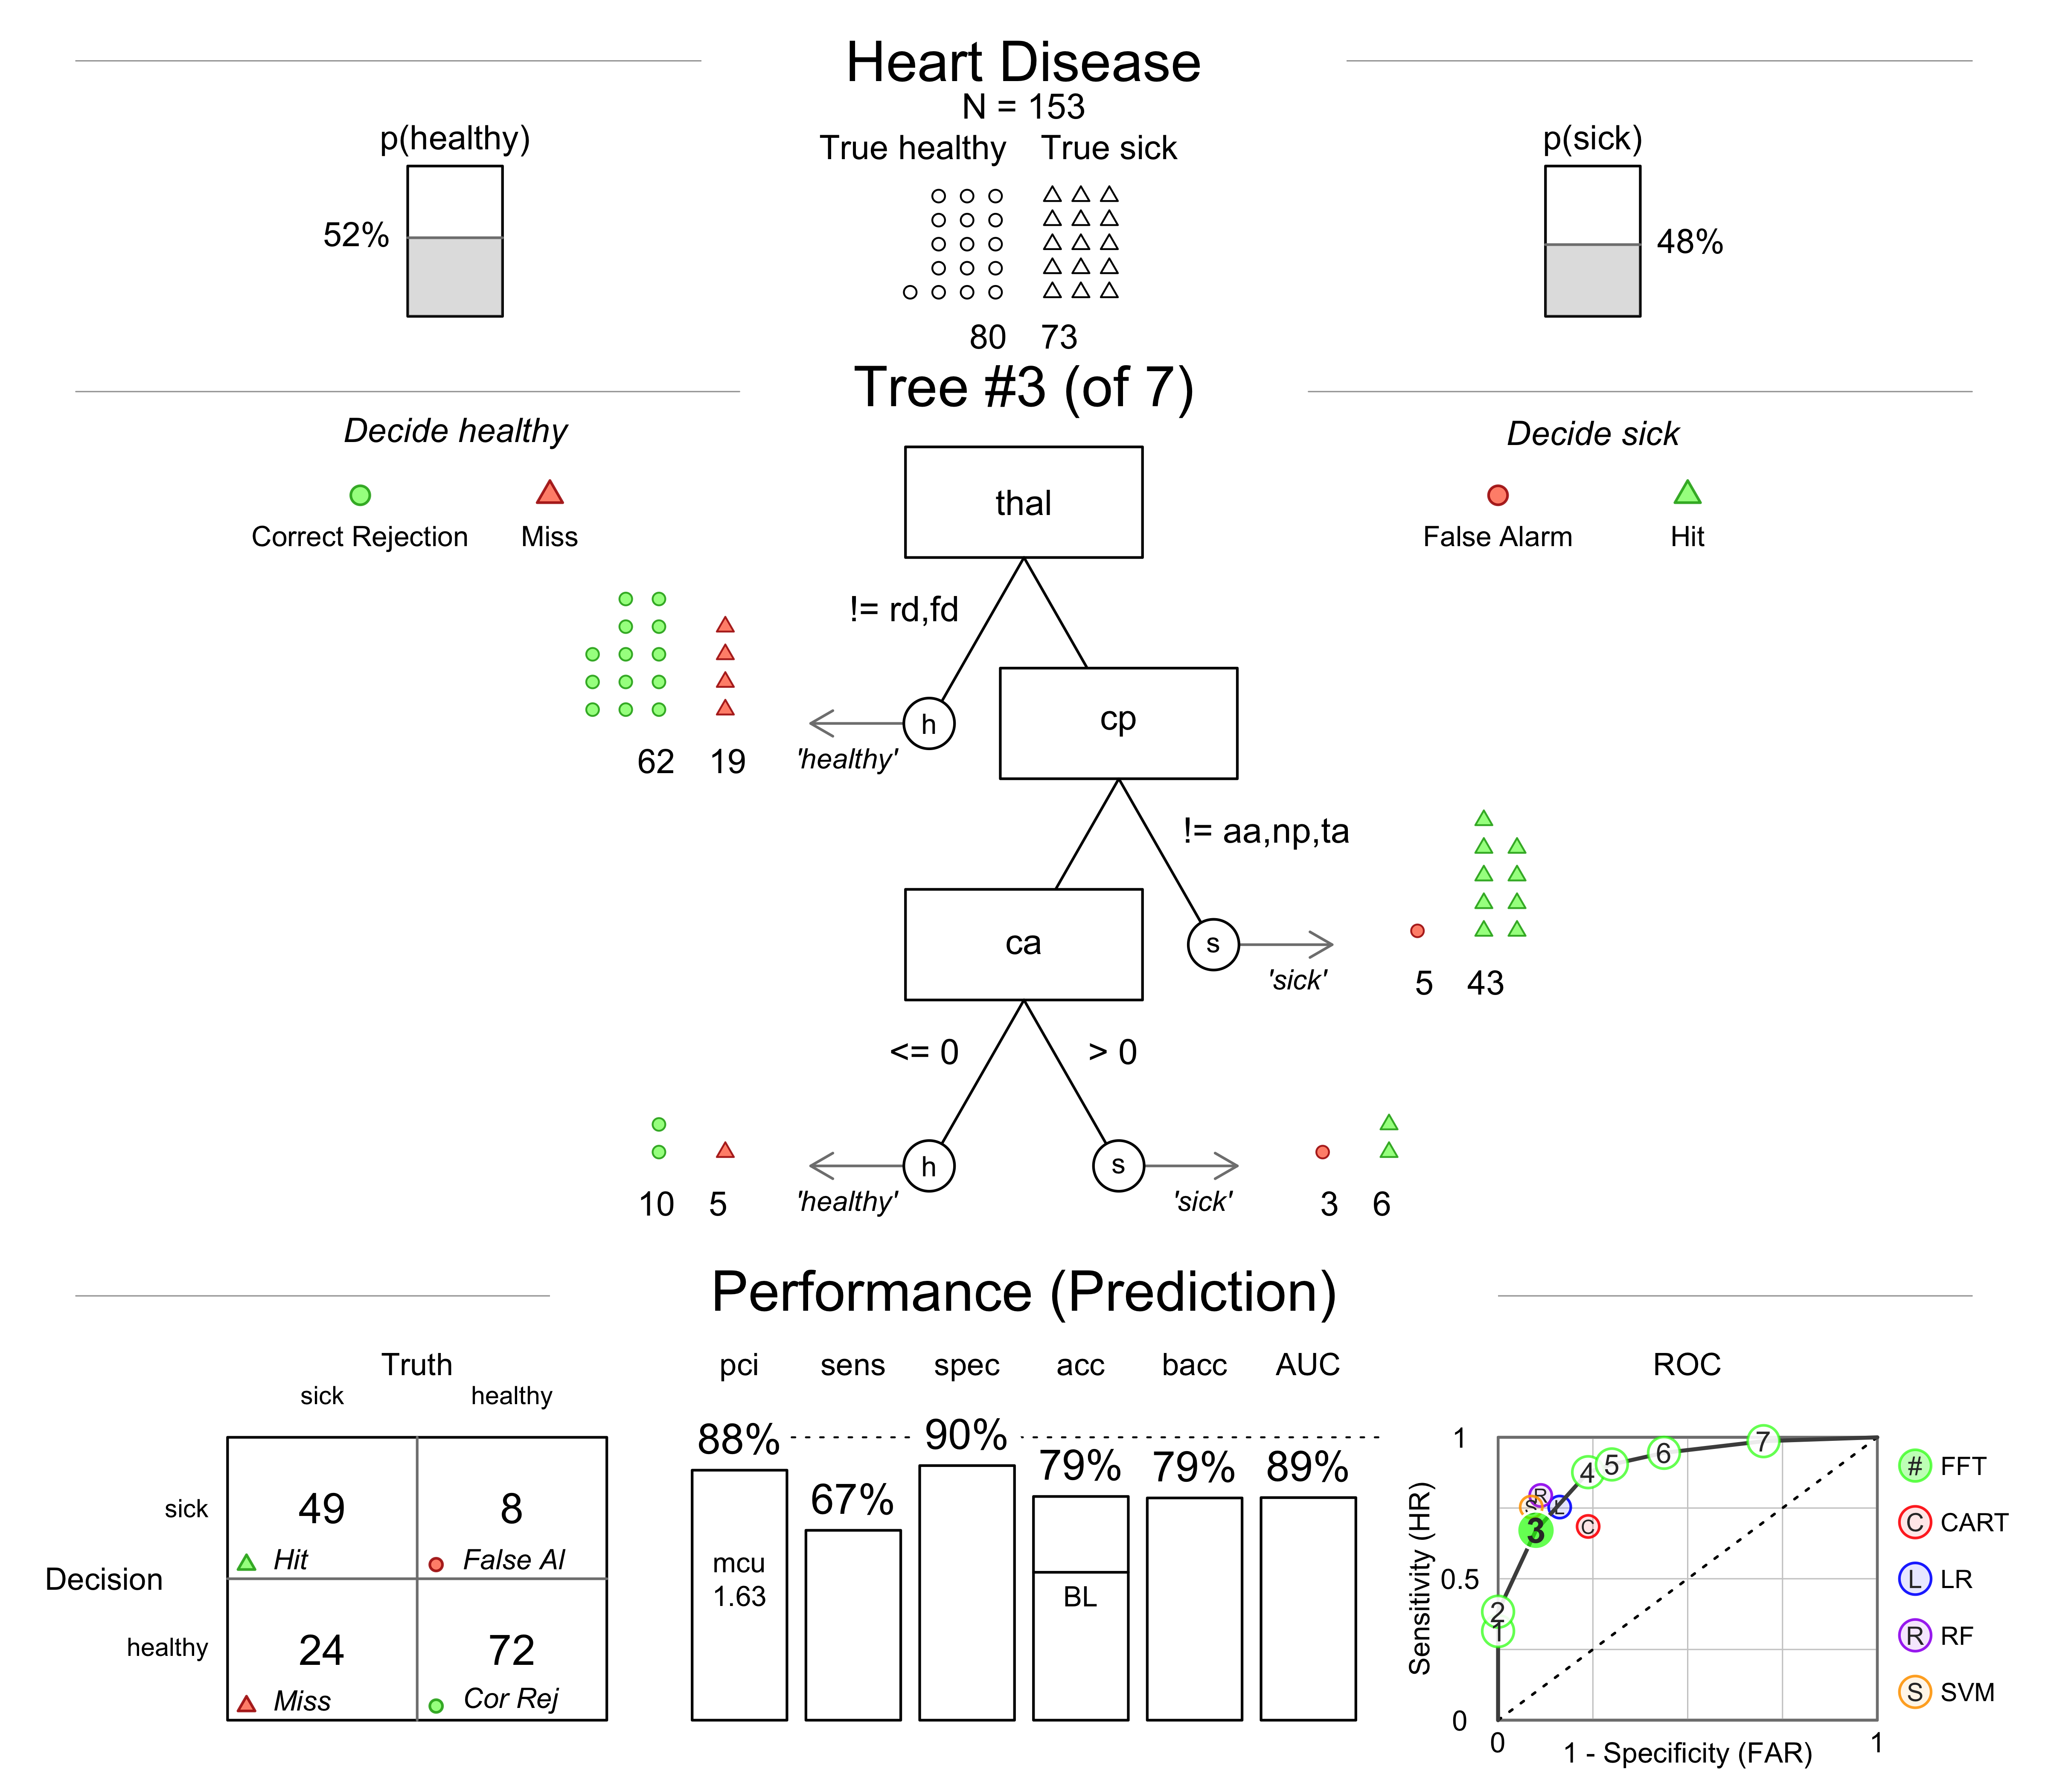 Heart Disease
N = 153
True healthy True sick
p(healthy)
52%
p(sick)
48%
80 73
Tree #3 (of 7)
Decide healthy
Correct Rejection Miss
Decide sick
False Alarm Hit
thal
!= rd,fd
h
'healthy'
62 19
cp
!= aa,np,ta
s
'sick'
5 43
ca
<= 0 > 0
h
'healthy'
10 5
s
'sick'
3 6
Performance (Prediction)
Truth
sick healthy
Decision
sick
49 8
Hit False Al
healthy
24 72
Miss Cor Rej
pci sens spec acc bacc AUC
88% 67% 90% 79% 79% 89%
mcu
1.63
BL
ROC
Sensitivity (HR)
1
0.5
0
0 1
1 - Specificity (FAR)
1
2
3
4
5
6
7
S
R
L
C
# FFT
C CART
L LR
R RF
S SVM